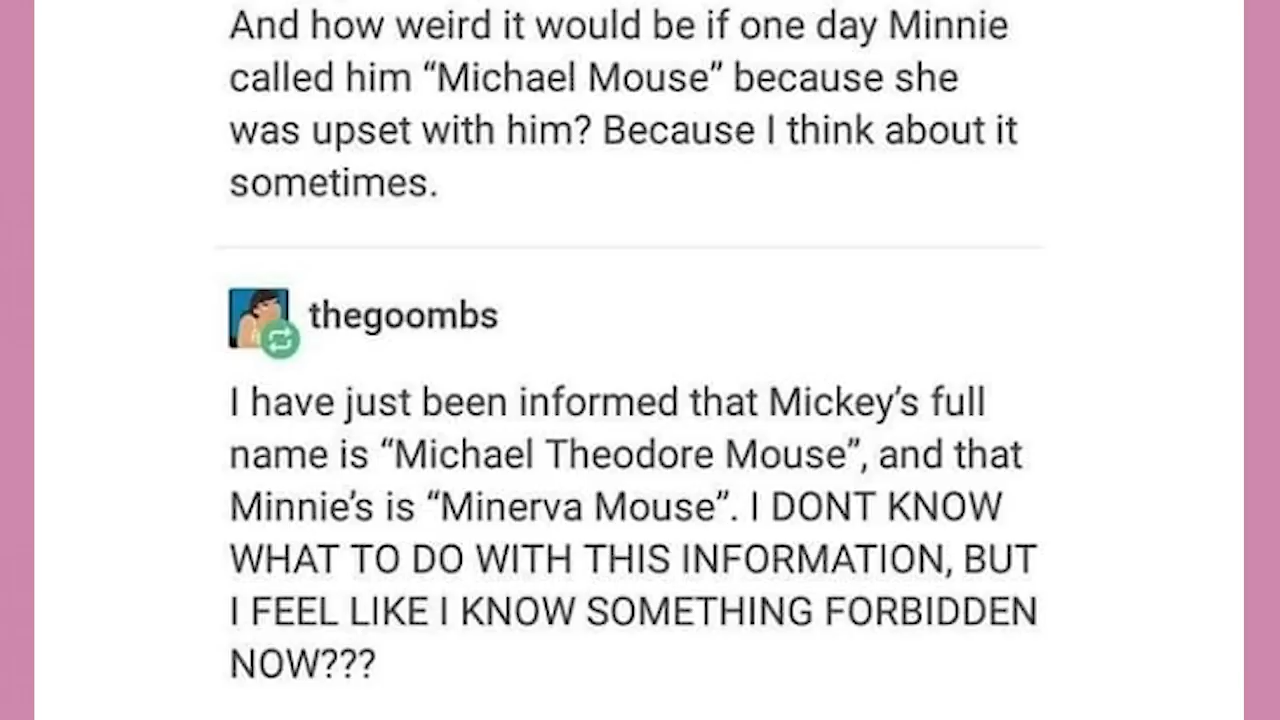 And how weird it would be if one day Minnie
called him “Michael Mouse” because she
was upset with him? Because I think about it
sometimes.
thegoombs
I have just been informed that Mickey’s full
name is “Michael Theodore Mouse”, and that
Minnie’s is “Minerva Mouse”. I DONT KNOW
WHAT TO DO WITH THIS INFORMATION, BUT
I FEEL LIKE I KNOW SOMETHING FORBIDDEN
NOW???